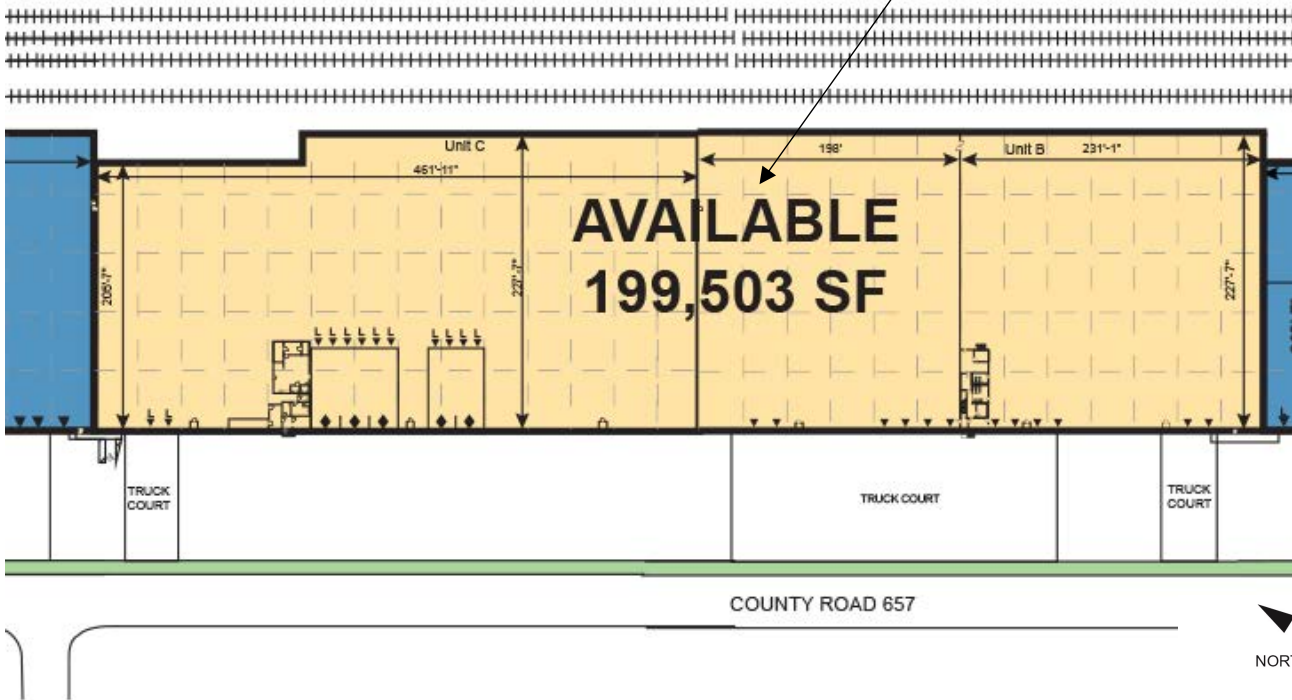 Unit C
198'
Unit B
231'-1"
461'-11"
AVAILABLE
199,503 SF
205'-7"
227'-7"
227'-7"
L L L L L L
L L L L
L L
TRUCK
COURT
TRUCK COURT
TRUCK
COURT
COUNTY ROAD 657
NORT